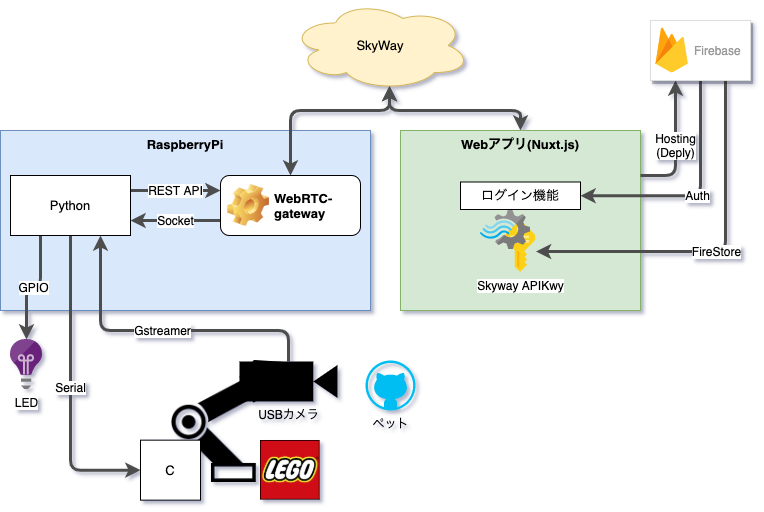 SkyWay
Firebase
RaspberryPi
Webアプリ(Nuxt.js)
Hosting
(Deply)
Python
REST API
WebRTC-
gateway
Socket
ログイン機能
Auth
FireStore
Skyway APIKwy
GPIO
Gstreamer
LED
Serial
USBカメラ
ペット
C
LEGO